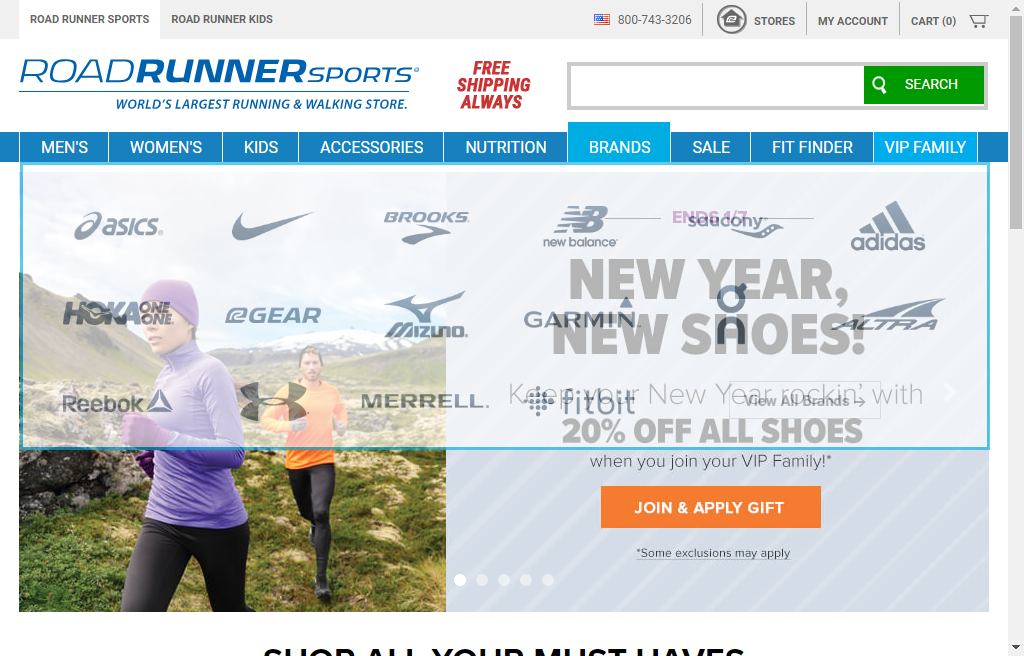 ROAD RUNNER SPORTS
ROAD RUNNER KIDS
800-743-3206
STORES
MY ACCOUNT
CART (0)
ROADRUNNERSPORTS
WORLD'S LARGEST RUNNING & WALKING STORE.
FREE
SHIPPING
ALWAYS
SEARCH
MEN'S
WOMEN'S
KIDS
ACCESSORIES
NUTRITION
BRANDS
SALE
FIT FINDER
VIP FAMILY
asics
BROOKS
new balance
saucony
adidas
ENDS 1/7
NEW YEAR,
NEW SHOES!
HOKA ONE ONE
GEAR
MIZUNO
GARMIN
On
ALTRA
Reebok
MERRELL
fitbit
View All Brands
Keep your New Year rockin' with
20% OFF ALL SHOES
when you join your VIP Family!*
JOIN & APPLY GIFT
*Some exclusions may apply
SHOP ALL YOUR MUST HAVES